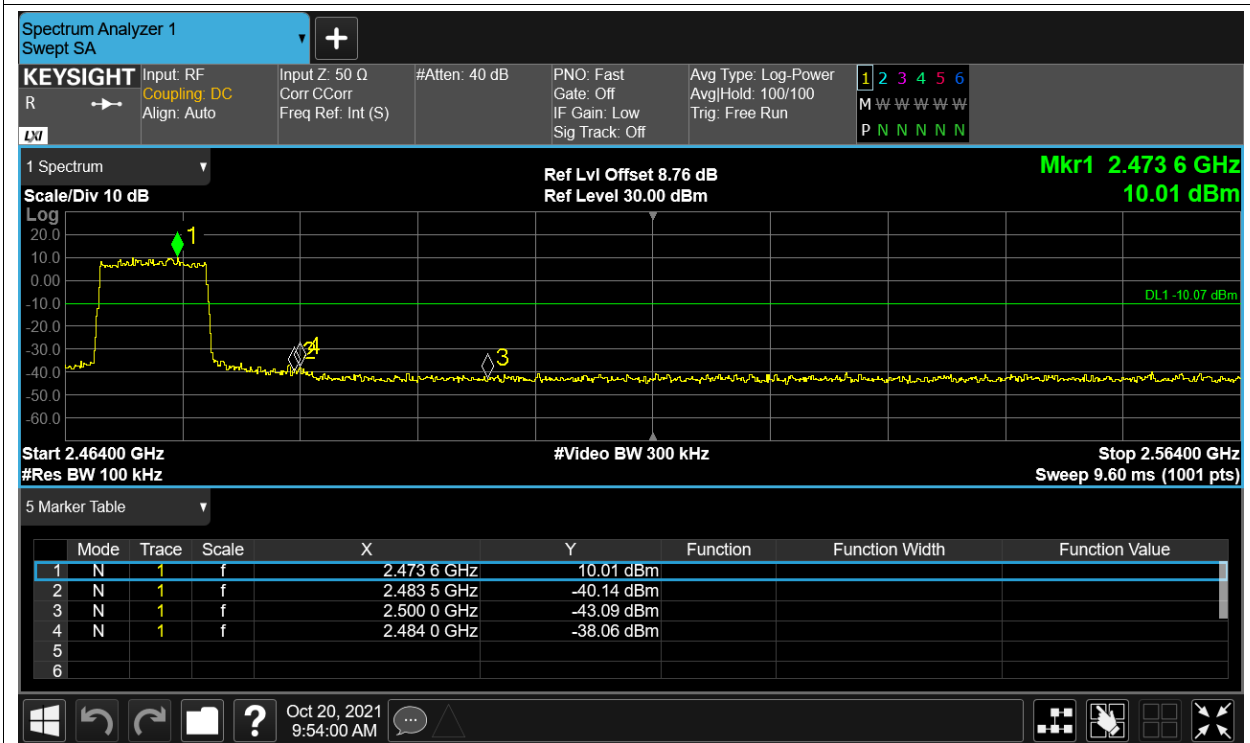 Spectrum Analyzer 1
Swept SA
KEYSIGHT
R
LXI
Input: RF
Coupling: DC
Align: Auto
Input Z: 50 Ω
Corr CCorr
Freq Ref: Int (S)
#Atten: 40 dB
PNO: Fast
Gate: Off
IF Gain: Low
Sig Track: Off
Avg Type: Log-Power
Avg|Hold: 100/100
Trig: Free Run
1 2 3 4 5 6
M W W W W W
P N N N N N
1 Spectrum
Scale/Div 10 dB
Ref Lvl Offset 8.76 dB
Ref Level 30.00 dBm
Mkr1 2.473 6 GHz
10.01 dBm
Log
20.0
10.0
0.00
-10.0
-20.0
-30.0
-40.0
-50.0
-60.0
1
4
3
DL1 -10.07 dBm
Start 2.46400 GHz
#Res BW 100 kHz
#Video BW 300 kHz
Stop 2.56400 GHz
Sweep 9.60 ms (1001 pts)
5 Marker Table
Mode Trace Scale X Y Function Function Width Function Value
1 N 1 f 2.473 6 GHz 10.01 dBm
2 N 1 f 2.483 5 GHz -40.14 dBm
3 N 1 f 2.500 0 GHz -43.09 dBm
4 N 1 f 2.484 0 GHz -38.06 dBm
5
6
?
Oct 20, 2021
9:54:00 AM